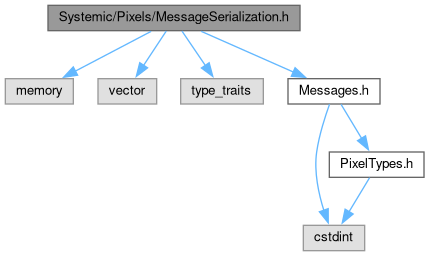 Systemic/Pixels/MessageSerialization.h
memory
vector
type_traits
Messages.h
PixelTypes.h
cstdint